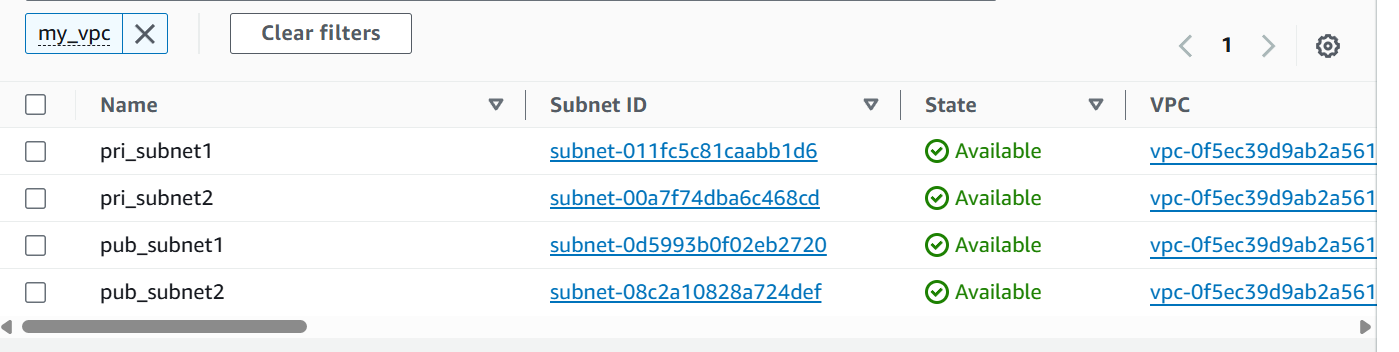 my_vpc Clear filters
1
Name Subnet ID State VPC
pri_subnet1 subnet-011fc5c81caabb1d6 Available vpc-0f5ec39d9ab2a561
pri_subnet2 subnet-00a7f74dba6c468cd Available vpc-0f5ec39d9ab2a561
pub_subnet1 subnet-0d5993b0f02eb2720 Available vpc-0f5ec39d9ab2a561
pub_subnet2 subnet-08c2a10828a724def Available vpc-0f5ec39d9ab2a561